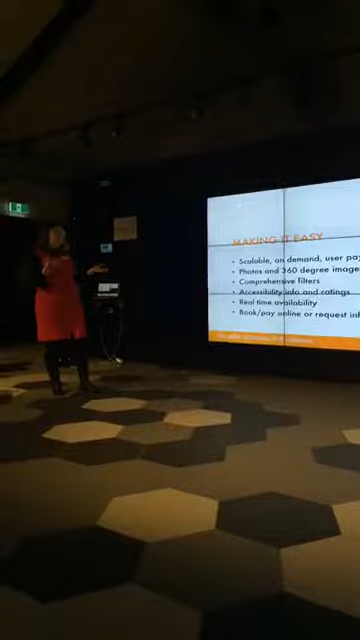 MAKING IT EASY
• Scalable, on demand, user pay
• Photos and 360 degree image
• Comprehensive filters
• Accessibility info and ratings
• Real time availability
• Book/pay online or request inf